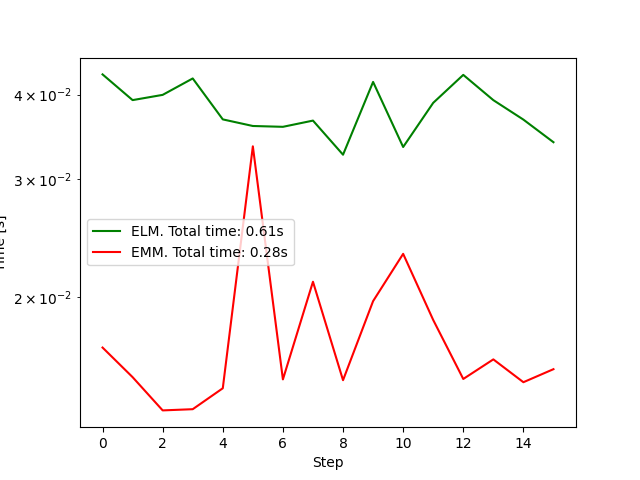 4 × 10⁻²
3 × 10⁻²
2 × 10⁻²
Time [s]
ELM. Total time: 0.61s
EMM. Total time: 0.28s
0 2 4 6 8 10 12 14
Step